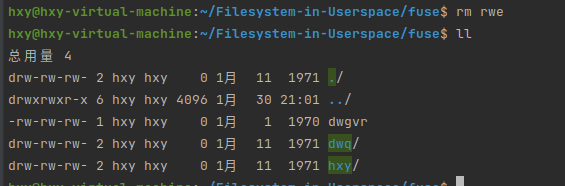 hxy@hxy-virtual-machine:~/Filesystem-in-Userspace/fuse$ rm rwe
hxy@hxy-virtual-machine:~/Filesystem-in-Userspace/fuse$ ll
总用量 4
drw-rw-rw- 2 hxy hxy    0 1月  11  1971 ./
drwxrwxr-x 6 hxy hxy 4096 1月  30 21:01 ../
-rw-rw-rw- 1 hxy hxy    0 1月   1  1970 dwgvr
drw-rw-rw- 2 hxy hxy    0 1月  11  1971 dwq/
drw-rw-rw- 2 hxy hxy    0 1月  11  1971 hxy/
hxy@hxy-virtual-machine:~/Filesystem-in-Userspace/fuse$